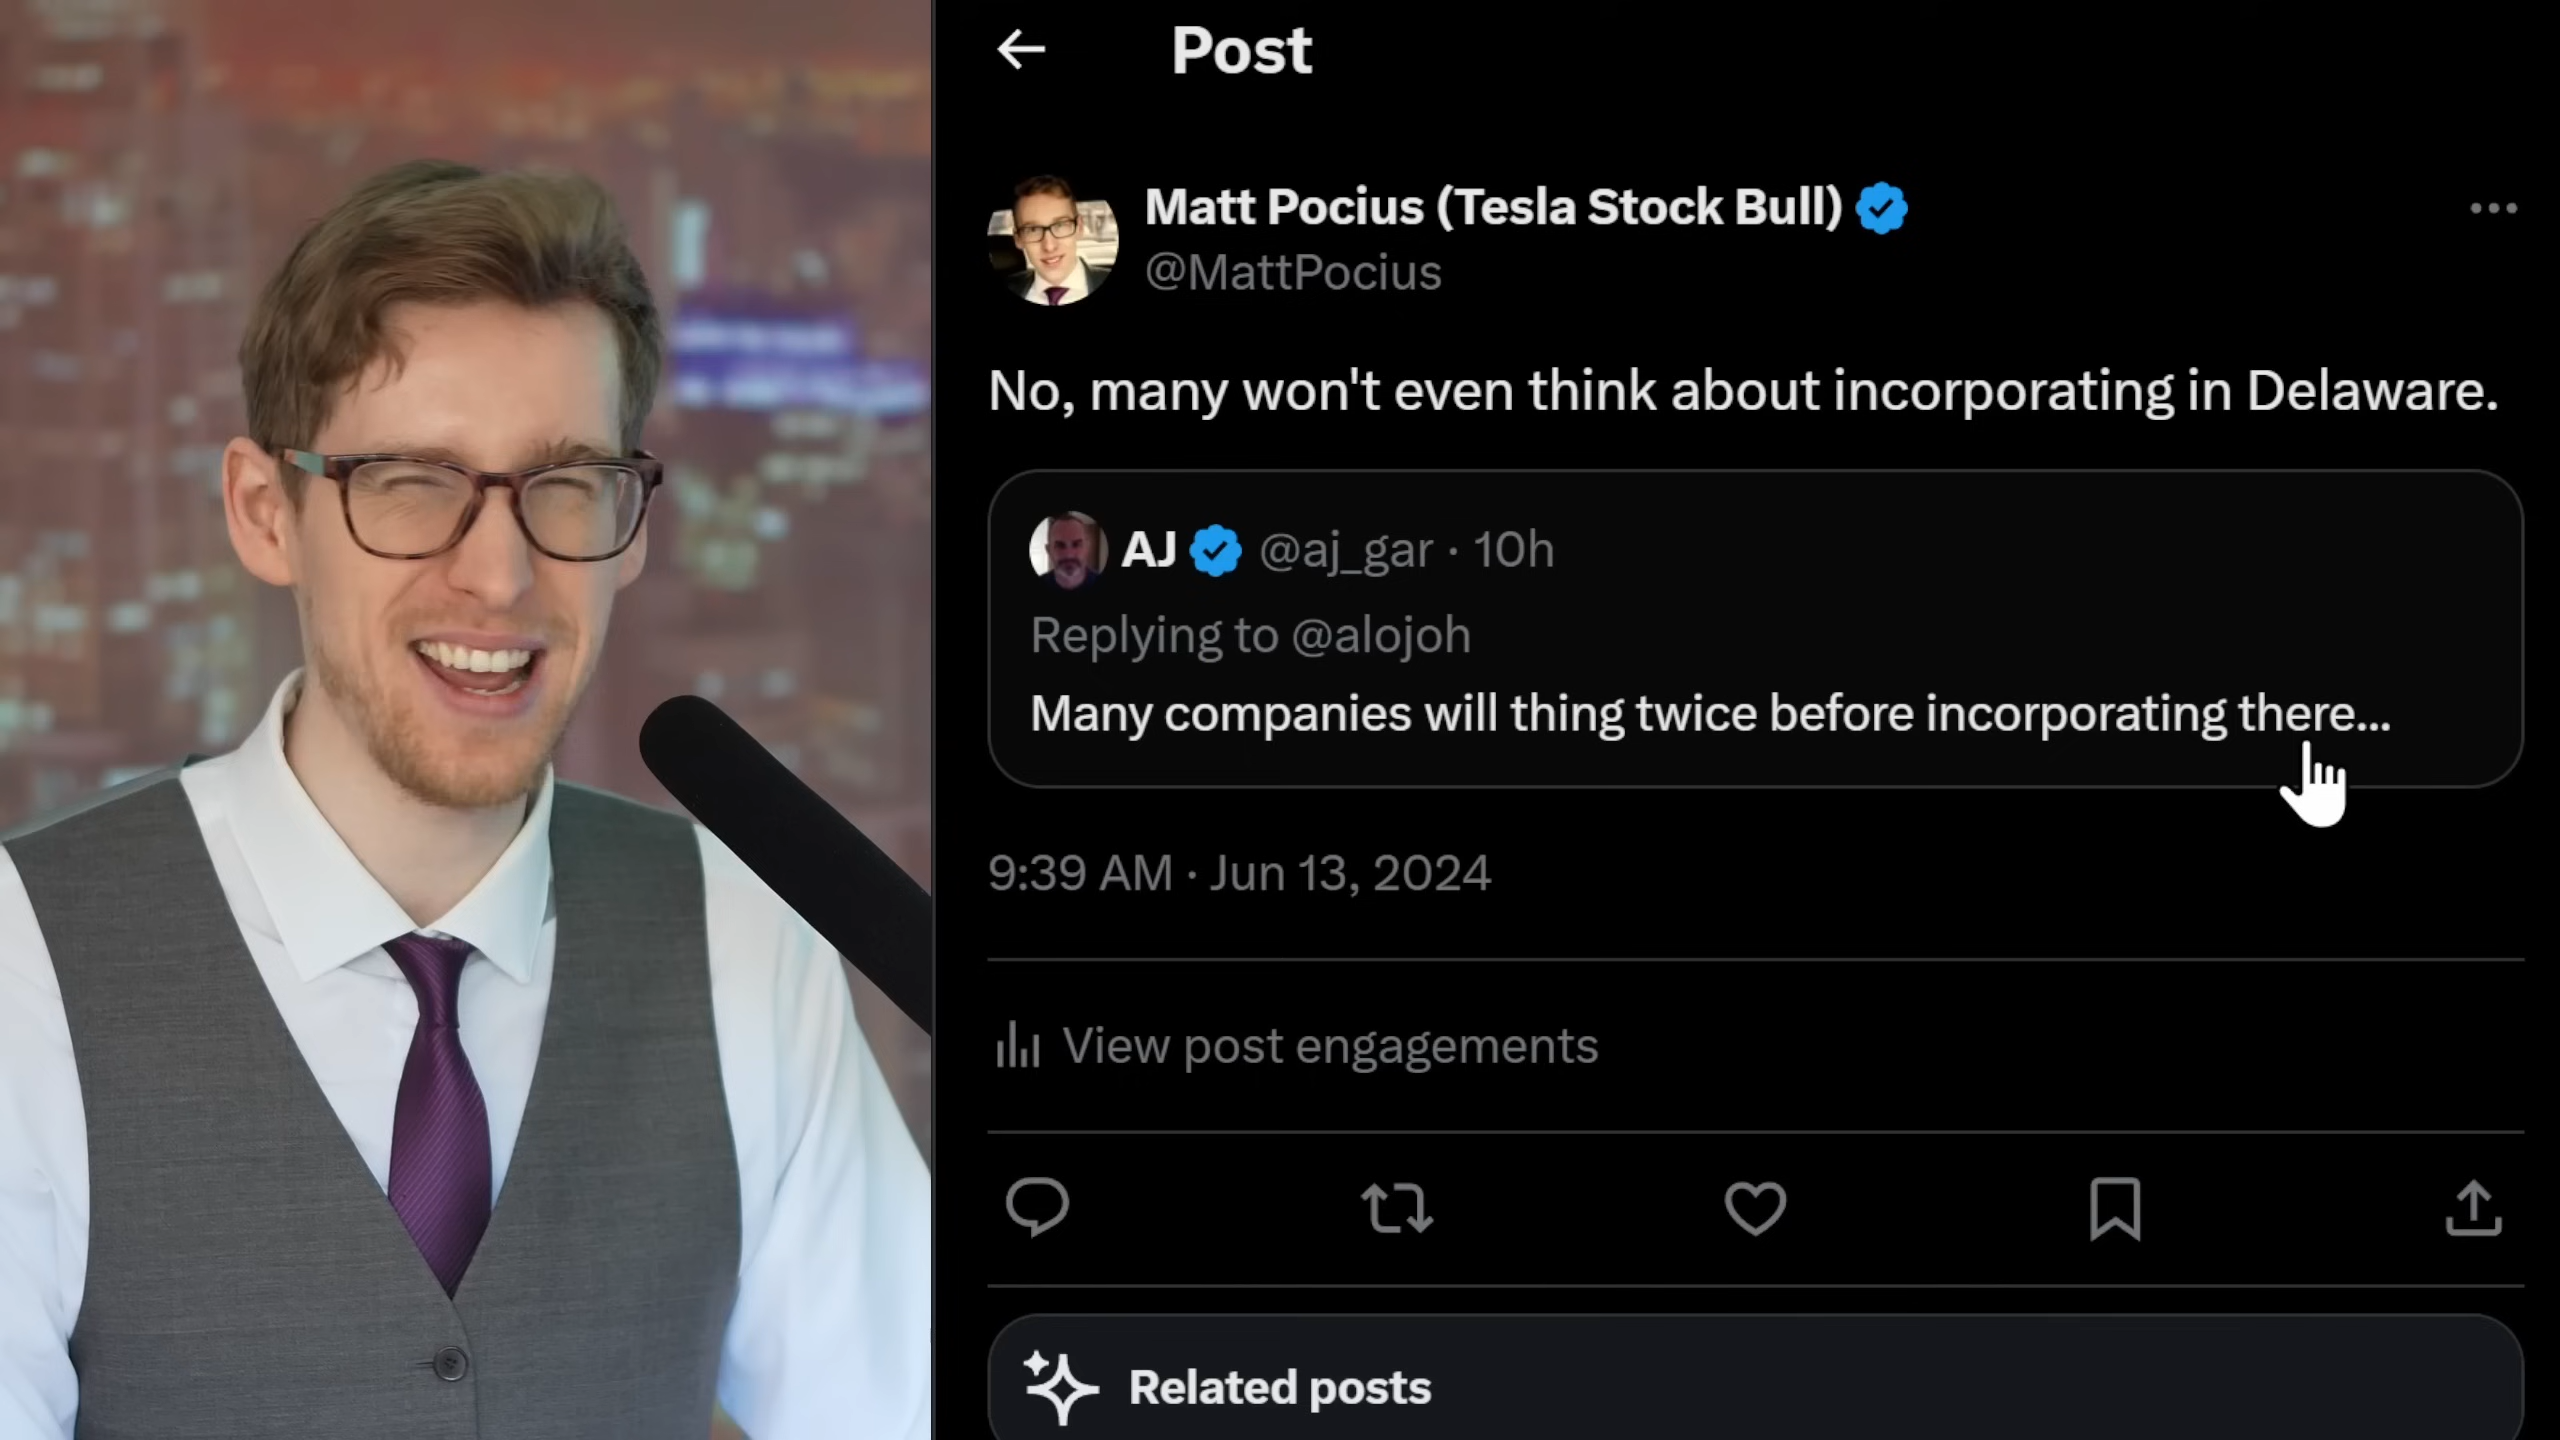 Post
Matt Pocius (Tesla Stock Bull)
@MattPocius
No, many won't even think about incorporating in Delaware.
AJ @aj_gar · 10h
Replying to @alojoh
Many companies will thing twice before incorporating there...
9:39 AM · Jun 13, 2024
View post engagements
Related posts